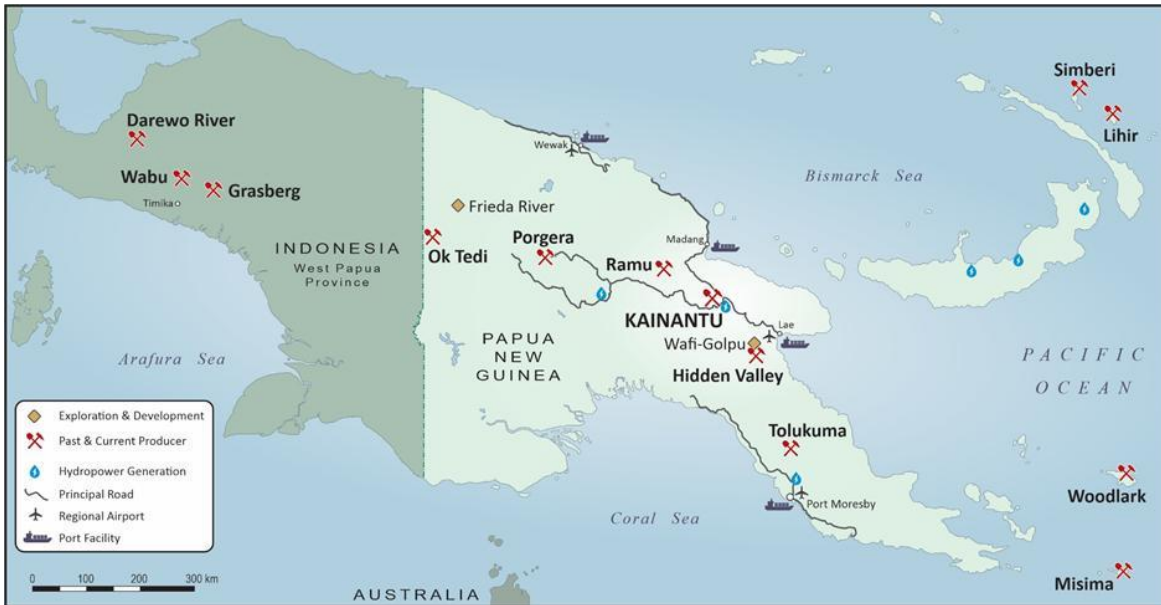 Simberi
Lihir
Darewo River
Wabu
Grasberg
Timika
Wewak
Bismarck Sea
Frieda River
INDONESIA
West Papua
Province
Ok Tedi
Porgera
Madang
Ramu
KAINANTU
Lae
Wafi-Golpu
Hidden Valley
PAPUA
NEW
GUINEA
PACIFIC
OCEAN
Arafura Sea
Tolukuma
Port Moresby
Coral Sea
Woodlark
Misima
AUSTRALIA
Exploration & Development
Past & Current Producer
Hydropower Generation
Principal Road
Regional Airport
Port Facility
0 100 200 300 km